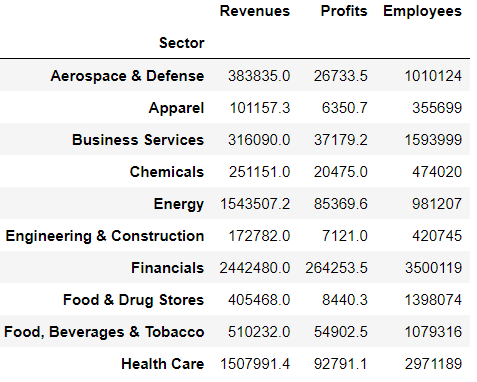 Revenues Profits Employees
Sector
Aerospace & Defense 383835.0 26733.5 1010124
Apparel 101157.3 6350.7 355699
Business Services 316090.0 37179.2 1593999
Chemicals 251151.0 20475.0 474020
Energy 1543507.2 85369.6 981207
Engineering & Construction 172782.0 7121.0 420745
Financials 2442480.0 264253.5 3500119
Food & Drug Stores 405468.0 8440.3 1398074
Food, Beverages & Tobacco 510232.0 54902.5 1079316
Health Care 1507991.4 92791.1 2971189